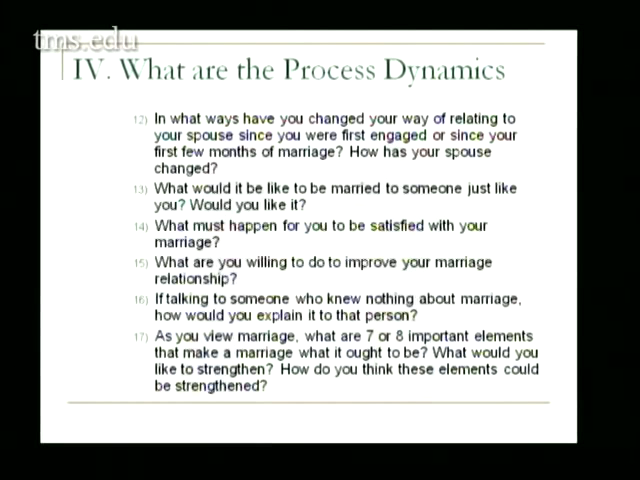 tms.edu
IV. What are the Process Dynamics
12) In what ways have you changed your way of relating to
your spouse since you were first engaged or since your
first few months of marriage? How has your spouse
changed?
13) What would it be like to be married to someone just like
you? Would you like it?
14) What must happen for you to be satisfied with your
marriage?
15) What are you willing to do to improve your marriage
relationship?
16) If talking to someone who knew nothing about marriage,
how would you explain it to that person?
17) As you view marriage, what are 7 or 8 important elements
that make a marriage what it ought to be? What would you
like to strengthen? How do you think these elements could
be strengthened?